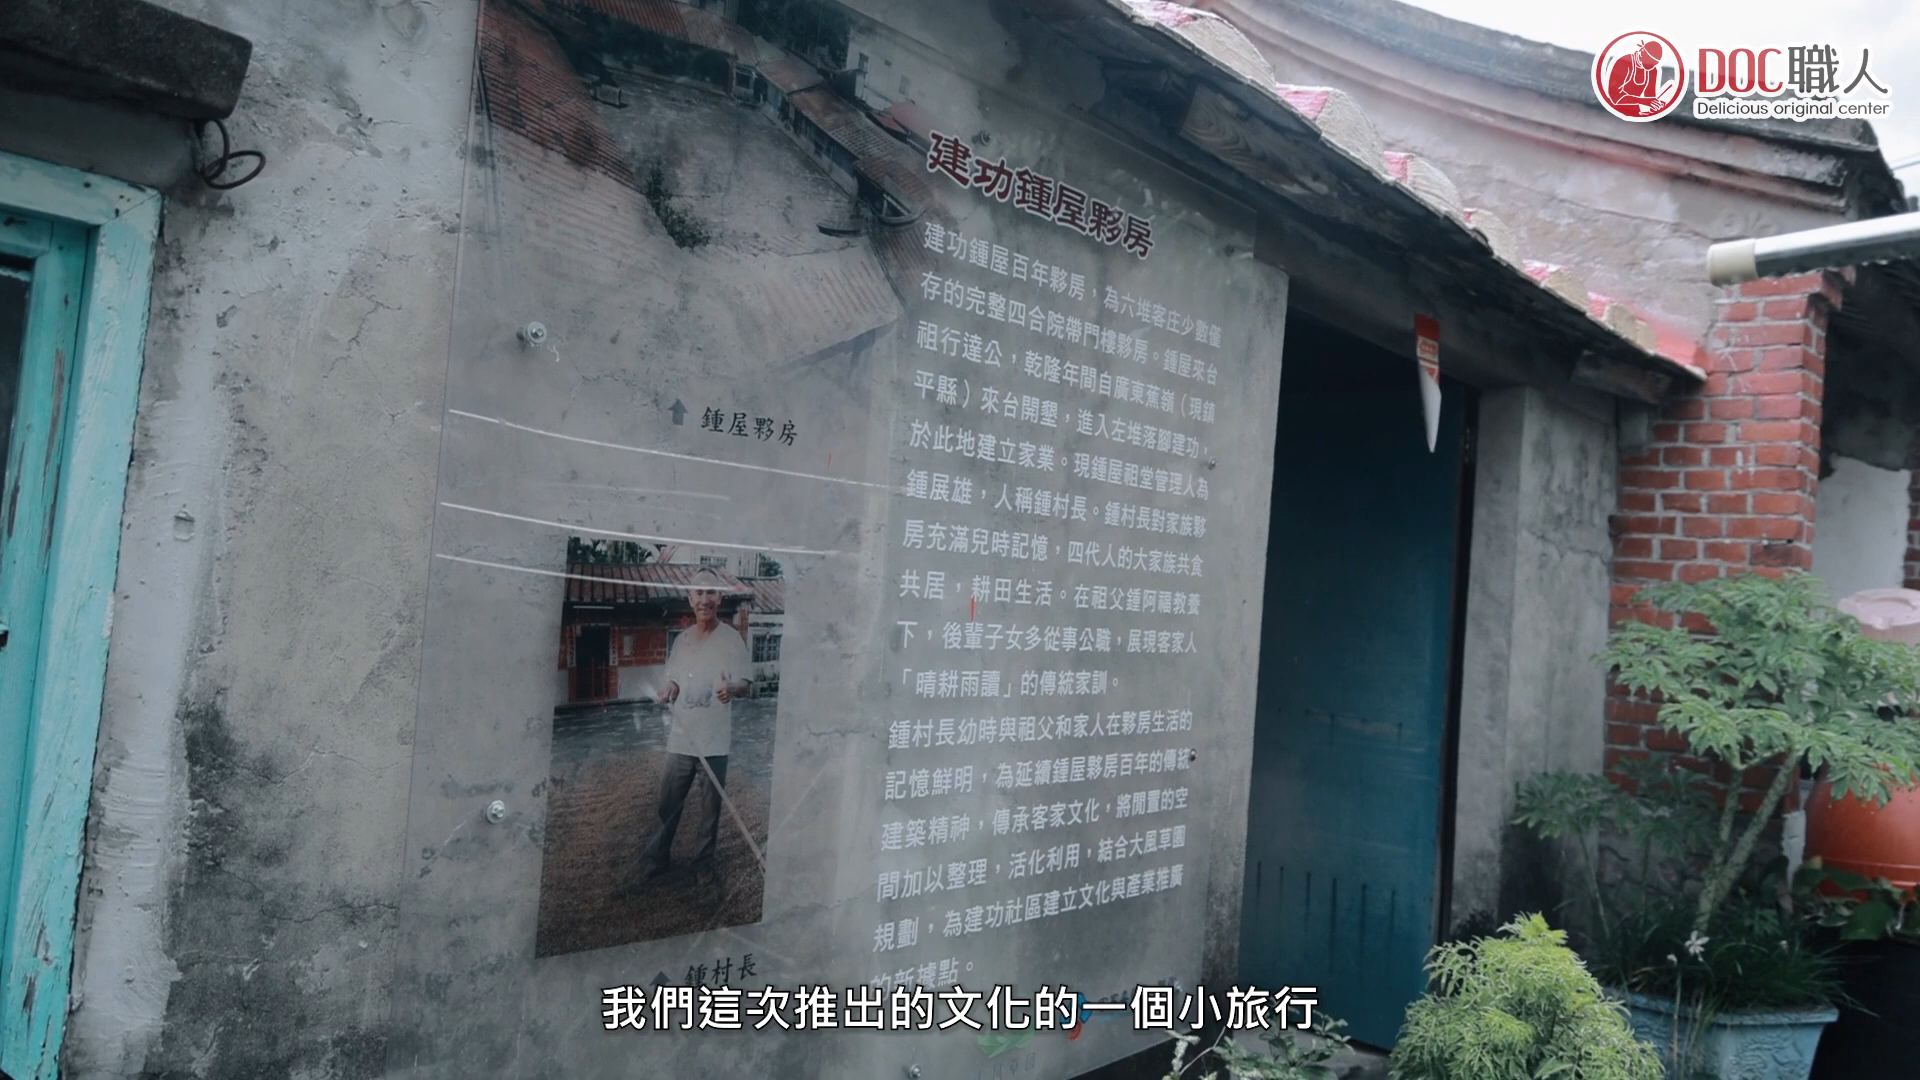 DOC職人
Delicious original center
建功鍾屋夥房
建功鍾屋百年夥房，為六堆客庄少數僅
存的完整四合院帶門樓夥房。鍾屋來台
祖行達公，乾隆年間自廣東蕉嶺（現鎮
平縣）來台開墾，進入左堆落腳建功，
於此地建立家業。現鍾屋祖堂管理人為
鍾展雄，人稱鍾村長。鍾村長對家族夥
房充滿兒時記憶，四代人的大家族共食
共居，耕田生活。在祖父鍾阿福教養
下，後輩子女多從事公職，展現客家人
「晴耕雨讀」的傳統家訓。
鍾村長幼時與祖父和家人在夥房生活的
記憶鮮明，為延續鍾屋夥房百年的傳統
建築精神，傳承客家文化，將閒置的空
間加以整理，活化利用，結合大風草園
規劃，為建功社區建立文化與產業推廣
的新據點。
鍾屋夥房
鍾村長
我們這次推出的文化的一個小旅行